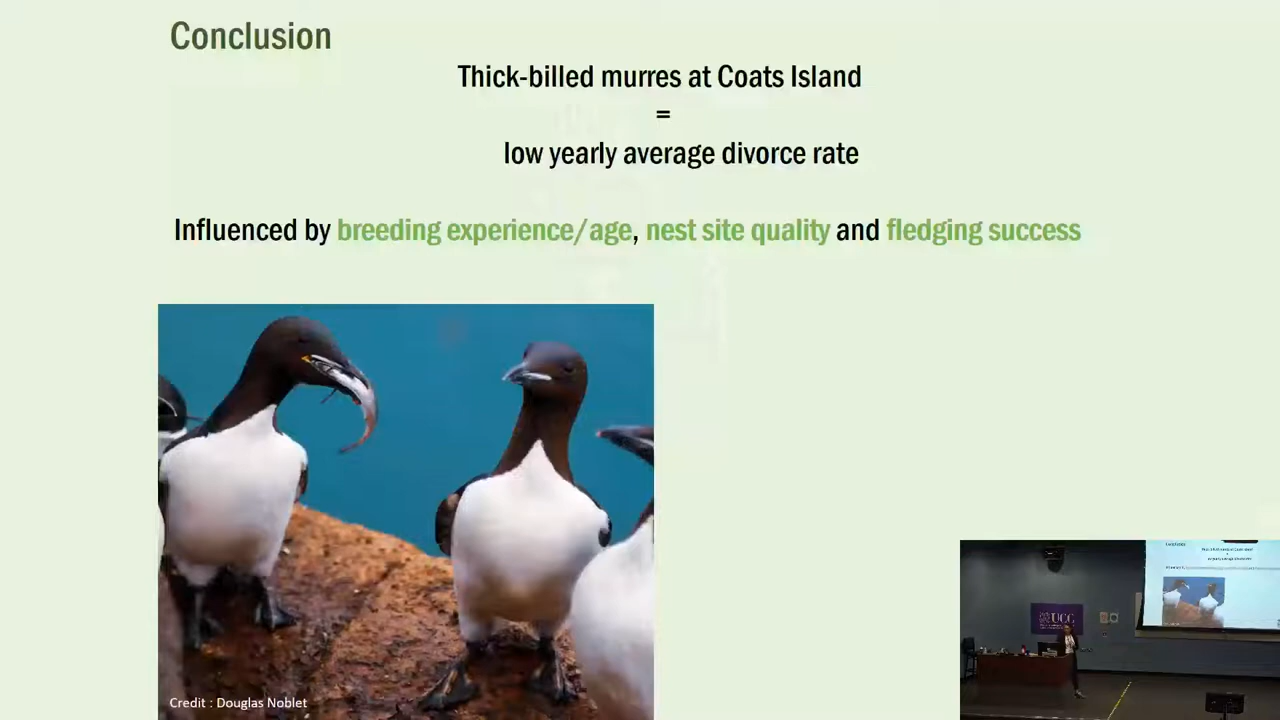 Conclusion
Thick-billed murres at Coats Island
=
low yearly average divorce rate
Influenced by breeding experience/age, nest site quality and fledging success
Credit : Douglas Noblet
UCC